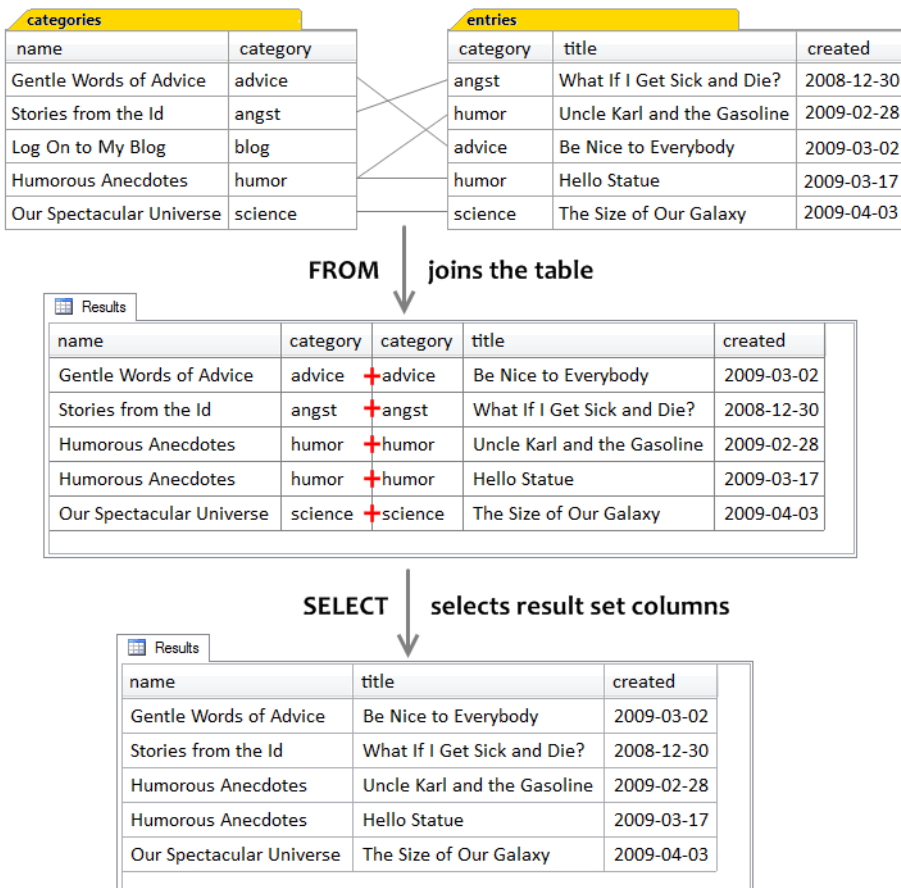 categories
name category
Gentle Words of Advice advice
Stories from the Id angst
Log On to My Blog blog
Humorous Anecdotes humor
Our Spectacular Universe science
entries
category title created
angst What If I Get Sick and Die? 2008-12-30
humor Uncle Karl and the Gasoline 2009-02-28
advice Be Nice to Everybody 2009-03-02
humor Hello Statue 2009-03-17
science The Size of Our Galaxy 2009-04-03
FROM joins the table
Results
name category category title created
Gentle Words of Advice advice +advice Be Nice to Everybody 2009-03-02
Stories from the Id angst +angst What If I Get Sick and Die? 2008-12-30
Humorous Anecdotes humor +humor Uncle Karl and the Gasoline 2009-02-28
Humorous Anecdotes humor +humor Hello Statue 2009-03-17
Our Spectacular Universe science +science The Size of Our Galaxy 2009-04-03
SELECT selects result set columns
Results
name title created
Gentle Words of Advice Be Nice to Everybody 2009-03-02
Stories from the Id What If I Get Sick and Die? 2008-12-30
Humorous Anecdotes Uncle Karl and the Gasoline 2009-02-28
Humorous Anecdotes Hello Statue 2009-03-17
Our Spectacular Universe The Size of Our Galaxy 2009-04-03